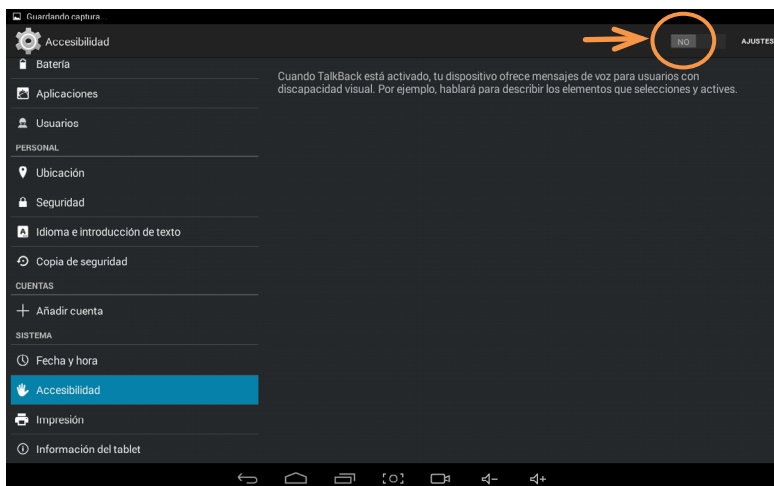 Guardando captura...
Accesibilidad
NO
AJUSTES
Batería
Aplicaciones
Usuarios
PERSONAL
Ubicación
Seguridad
A Idioma e introducción de texto
Copia de seguridad
CUENTAS
Añadir cuenta
SISTEMA
Fecha y hora
Accesibilidad
Impresión
Información del tablet
Cuando TalkBack está activado, tu dispositivo ofrece mensajes de voz para usuarios con
discapacidad visual. Por ejemplo, hablará para describir los elementos que selecciones y actives.